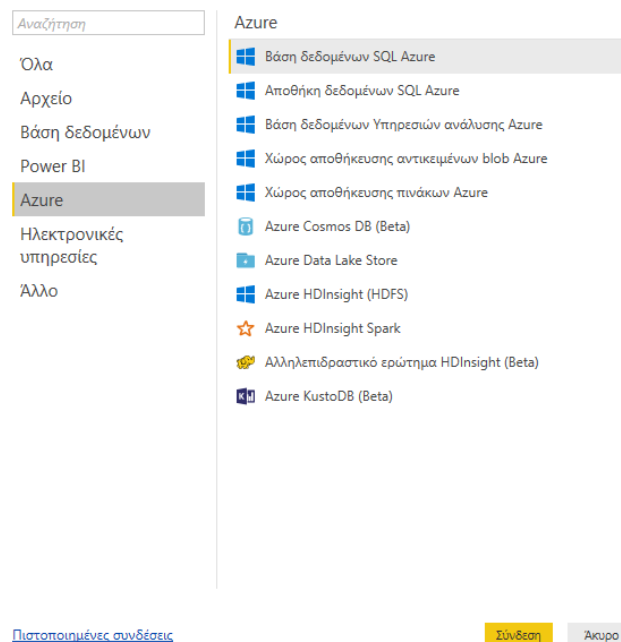 Αναζήτηση
Όλα
Αρχείο
Βάση δεδομένων
Power BI
Azure
Ηλεκτρονικές
υπηρεσίες
Άλλο
Azure
Βάση δεδομένων SQL Azure
Αποθήκη δεδομένων SQL Azure
Βάση δεδομένων Υπηρεσιών ανάλυσης Azure
Χώρος αποθήκευσης αντικειμένων blob Azure
Χώρος αποθήκευσης πινάκων Azure
Azure Cosmos DB (Beta)
Azure Data Lake Store
Azure HDInsight (HDFS)
Azure HDInsight Spark
Αλληλεπιδραστικό ερώτημα HDInsight (Beta)
Azure KustoDB (Beta)
Πιστοποιημένες συνδέσεις
Σύνδεση
Άκυρο